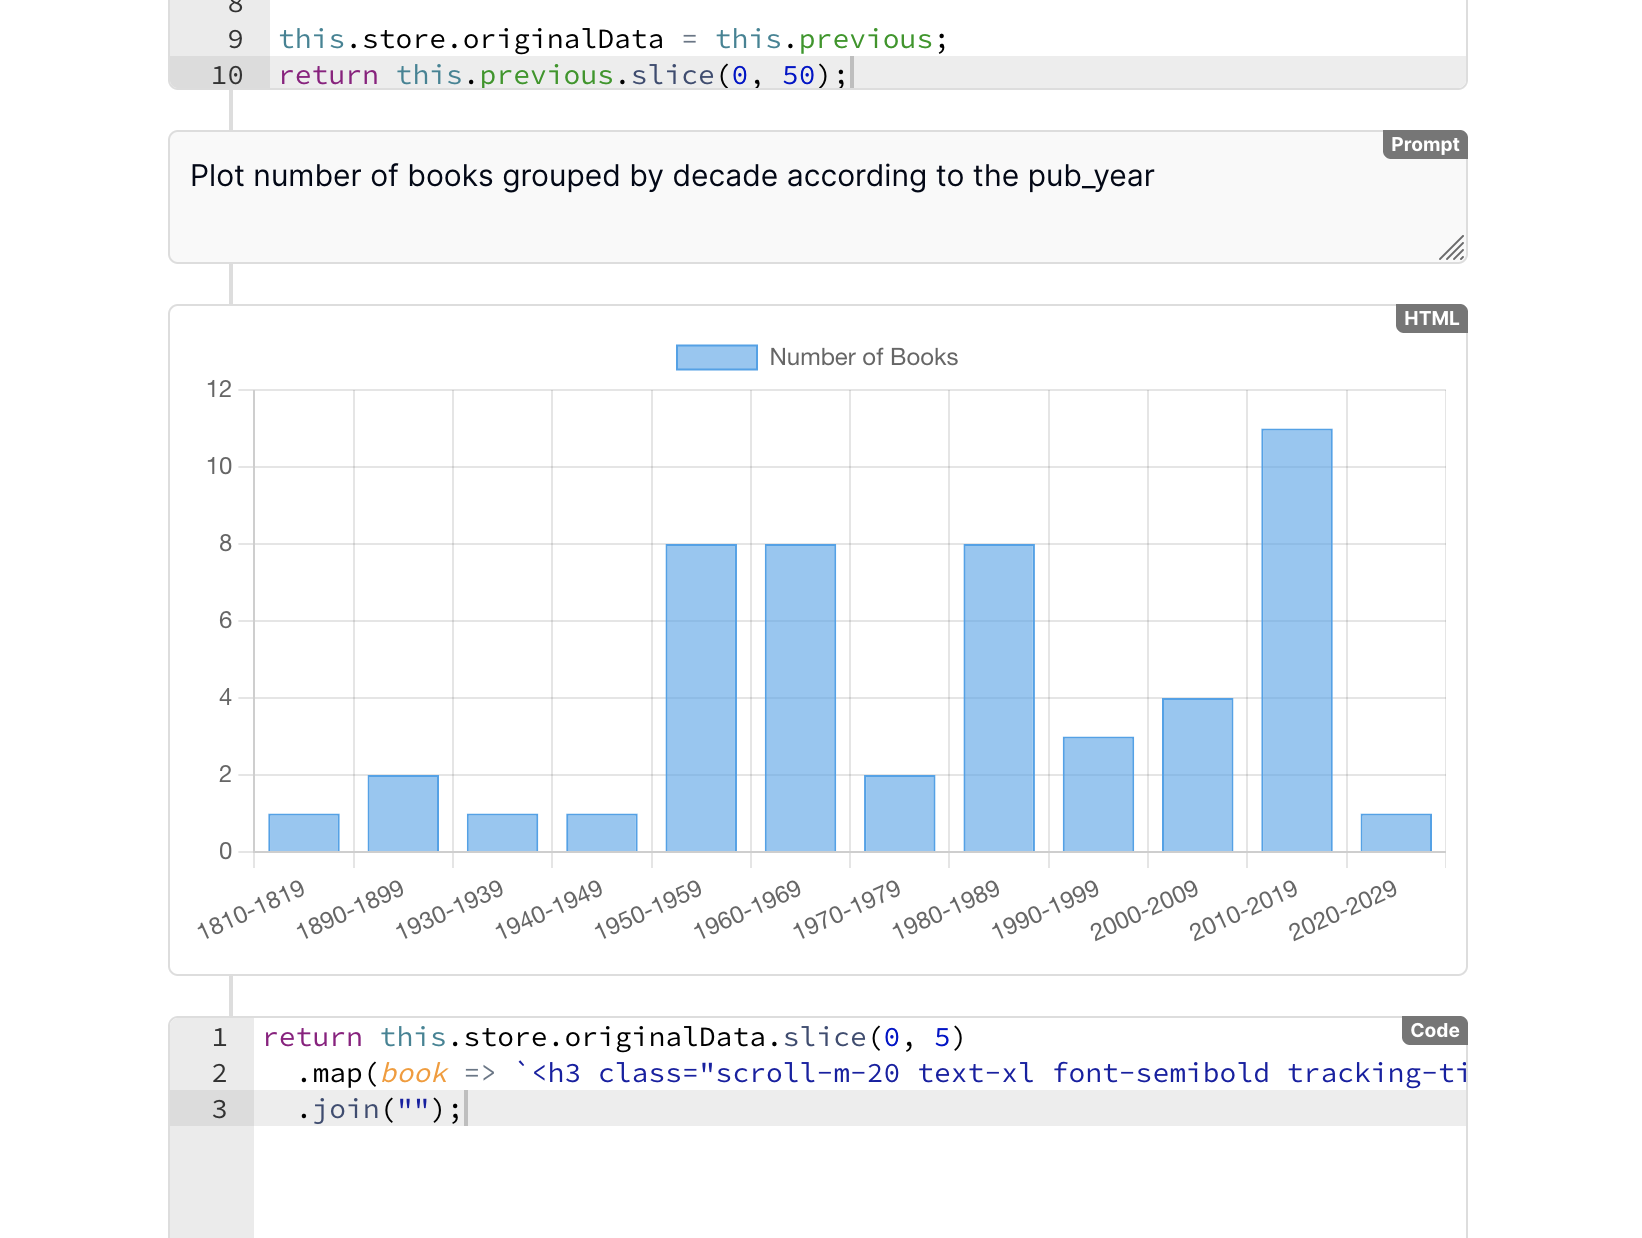 8
9 this.store.originalData = this.previous;
10 return this.previous.slice(0, 50);
Prompt
Plot number of books grouped by decade according to the pub_year
HTML
Number of Books
12
10
8
6
4
2
0
1810-1819
1890-1899
1930-1939
1940-1949
1950-1959
1960-1969
1970-1979
1980-1989
1990-1999
2000-2009
2010-2019
2020-2029
Code
1 return this.store.originalData.slice(0, 5)
2 .map(book => `<h3 class="scroll-m-20 text-xl font-semibold tracking-ti
3 .join("");